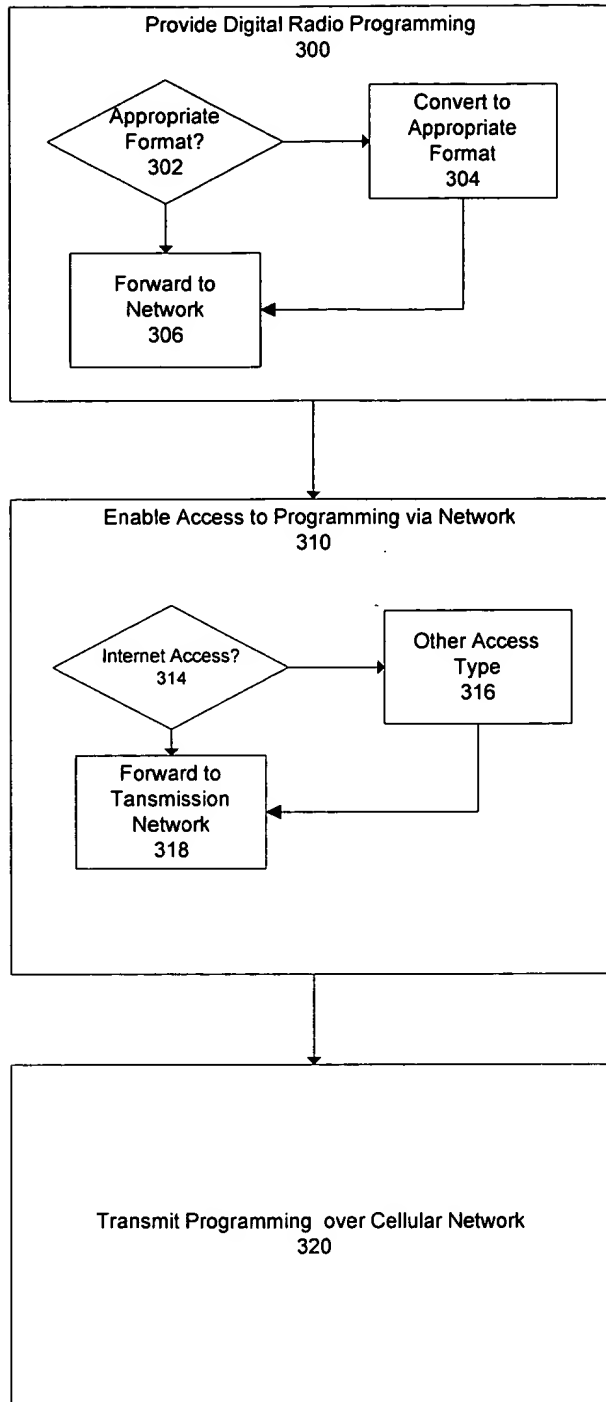 Provide Digital Radio Programming
300
Appropriate
Format?
302
Convert to
Appropriate
Format
304
Forward to
Network
306
Enable Access to Programming via Network
310
Internet Access?
314
Other Access
Type
316
Forward to
Tansmission
Network
318
Transmit Programming over Cellular Network
320